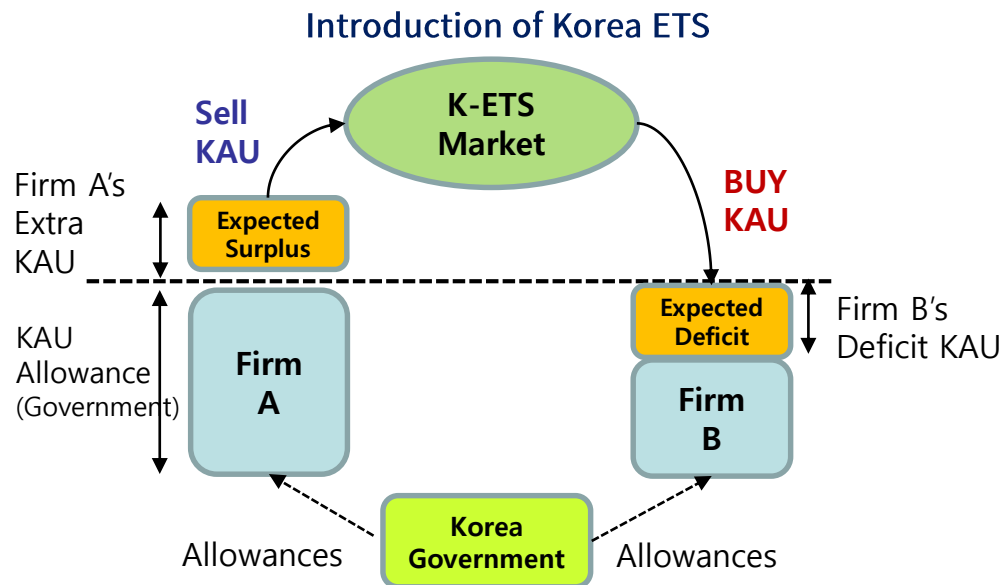 Introduction of Korea ETS
K-ETS
Market
Sell
KAU
BUY
KAU
Firm A's
Extra
KAU
Expected
Surplus
Expected
Deficit
Firm B's
Deficit KAU
KAU
Allowance
(Government)
Firm
A
Firm
B
Korea
Government
Allowances
Allowances